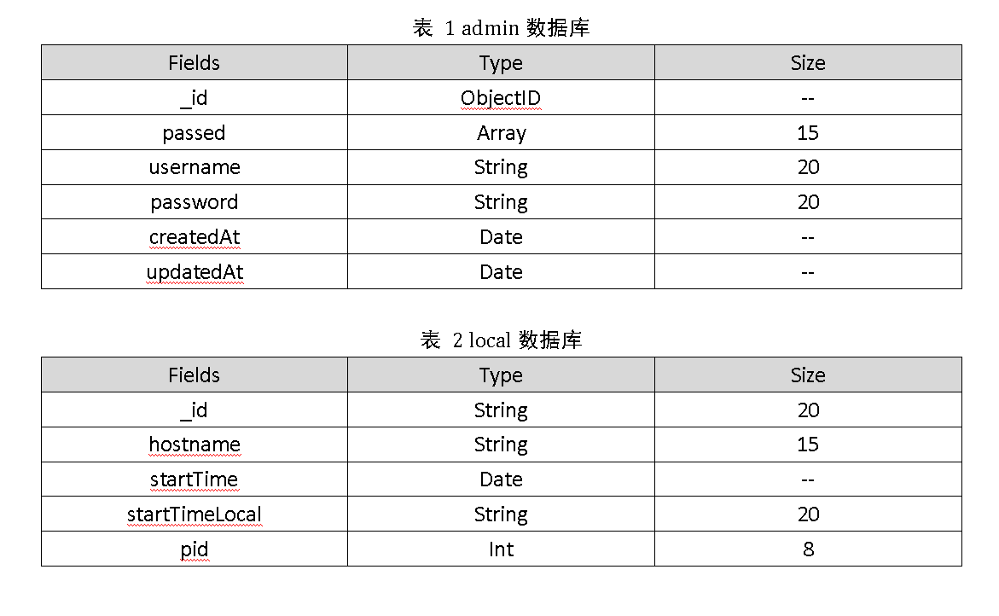 表 1 admin 数据库
Fields Type Size
_id ObjectID --
passed Array 15
username String 20
password String 20
createdAt Date --
updatedAt Date --
表 2 local 数据库
Fields Type Size
_id String 20
hostname String 15
startTime Date --
startTimeLocal String 20
pid Int 8